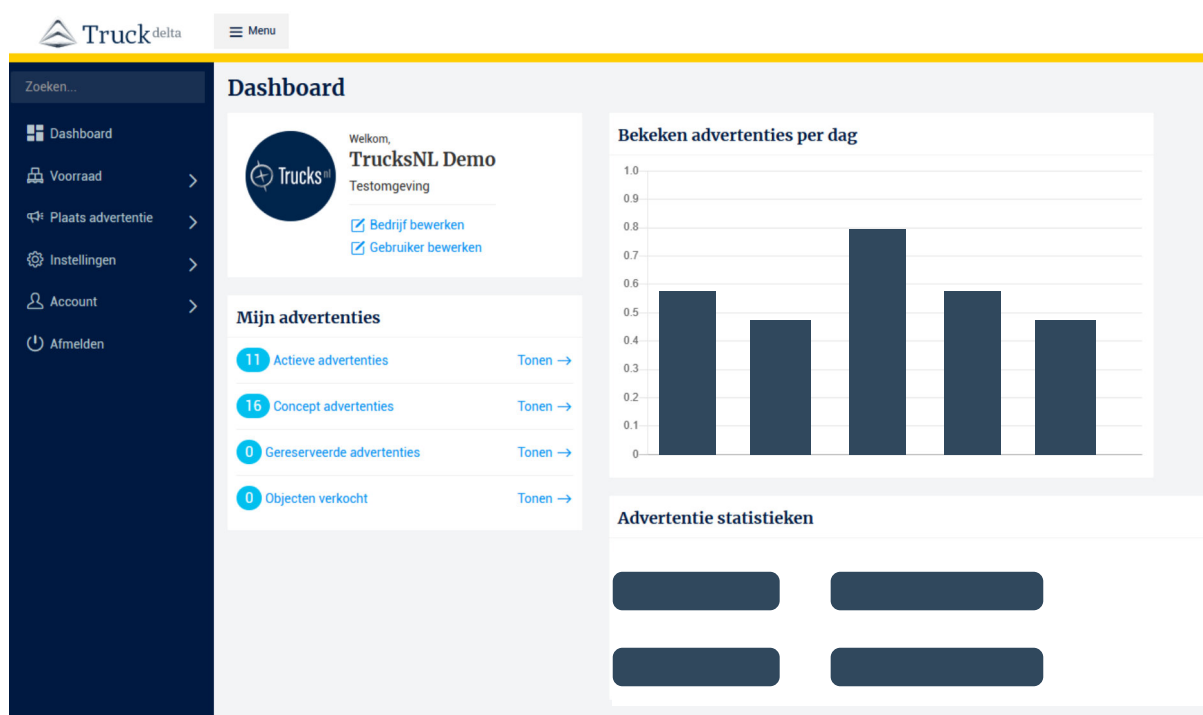 Truck delta
Menu
Zoeken...
Dashboard
Voorraad
Plaats advertentie
Instellingen
Account
Afmelden
Dashboard
Trucks nl
Welkom,
TrucksNL Demo
Testomgeving
Bedrijf bewerken
Gebruiker bewerken
Mijn advertenties
11 Actieve advertenties Tonen →
16 Concept advertenties Tonen →
0 Gereserveerde advertenties Tonen →
0 Objecten verkocht Tonen →
Bekeken advertenties per dag
1.0
0.9
0.8
0.7
0.6
0.5
0.4
0.3
0.2
0.1
0
Advertentie statistieken